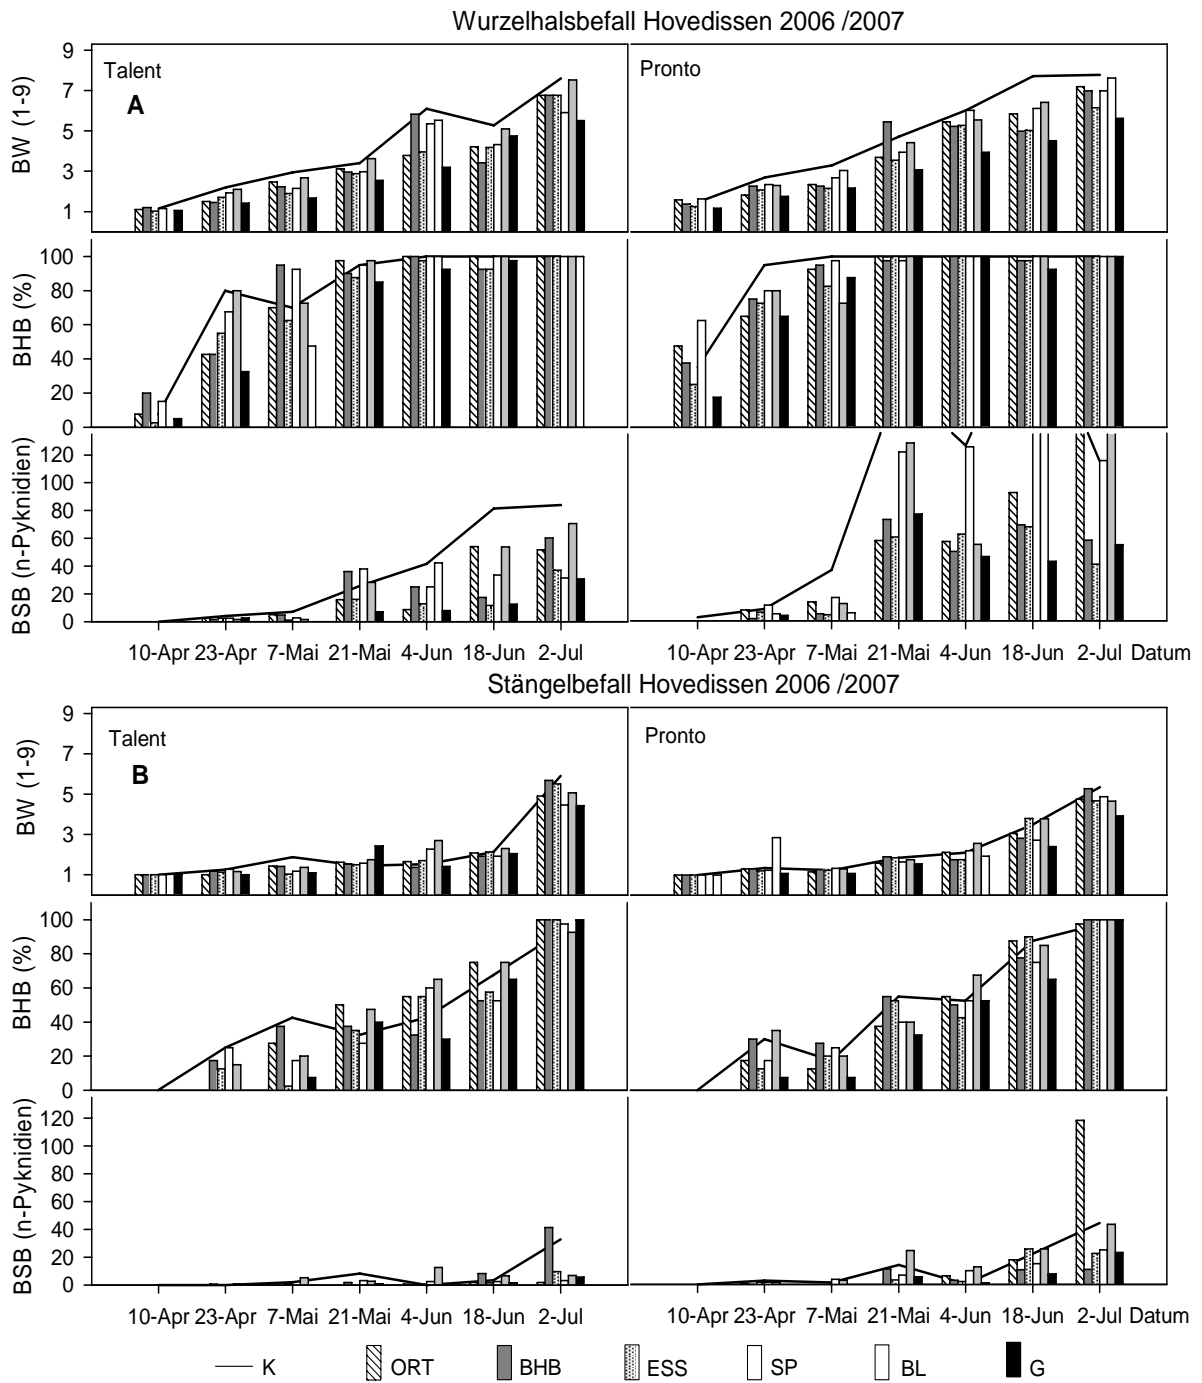 Wurzelhalsbefall Hovedissen 2006 /2007
Talent
Pronto
A
BW (1-9)
9
7
5
3
1
BHB (%)
100
80
60
40
20
0
BSB (n-Pyknidien)
120
100
80
60
40
20
0
10-Apr 23-Apr 7-Mai 21-Mai 4-Jun 18-Jun 2-Jul 10-Apr 23-Apr 7-Mai 21-Mai 4-Jun 18-Jun 2-Jul Datum
Stängelbefall Hovedissen 2006 /2007
Talent
Pronto
B
BW (1-9)
9
7
5
3
1
BHB (%)
100
80
60
40
20
0
BSB (n-Pyknidien)
120
100
80
60
40
20
0
10-Apr 23-Apr 7-Mai 21-Mai 4-Jun 18-Jun 2-Jul 10-Apr 23-Apr 7-Mai 21-Mai 4-Jun 18-Jun 2-Jul Datum
K ORT BHB ESS SP BL G